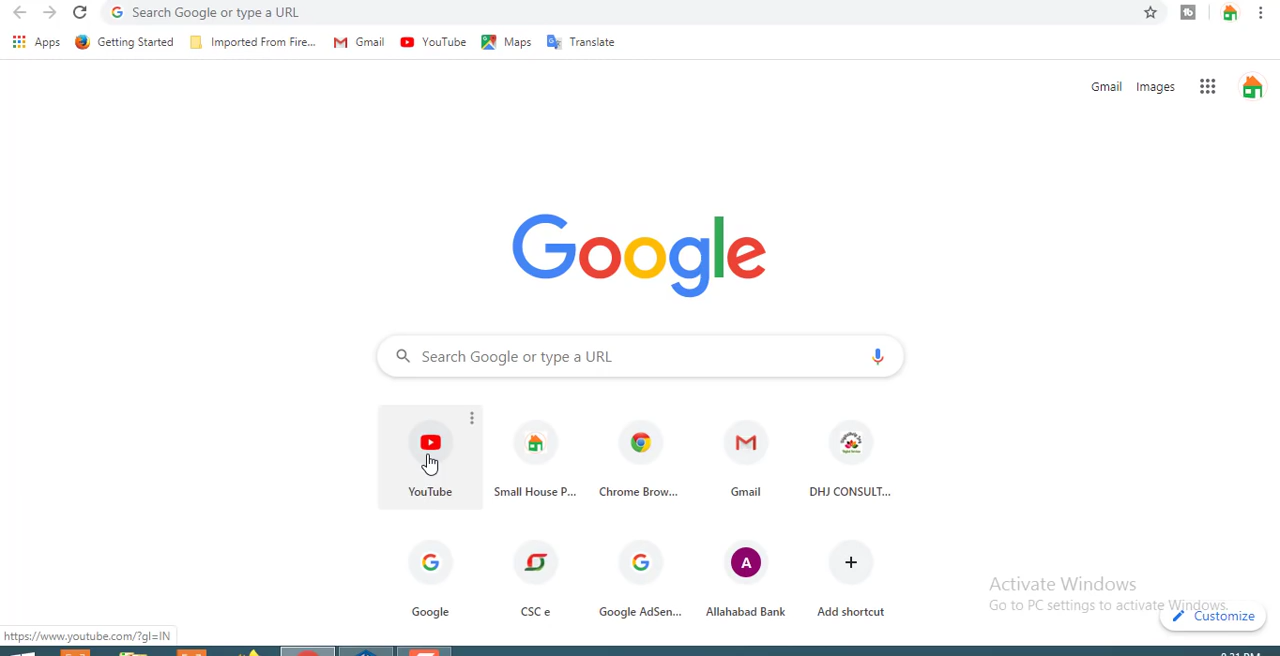 Search Google or type a URL
Apps Getting Started Imported From Fire... Gmail YouTube Maps Translate
Gmail Images
Google
Search Google or type a URL
YouTube Small House P... Chrome Brow... Gmail DHJ CONSULT...
A
Google CSC e Google AdSen... Allahabad Bank Add shortcut
Activate Windows
Go to PC settings to activate Windows.
Customize
https://www.youtube.com/?gl=IN